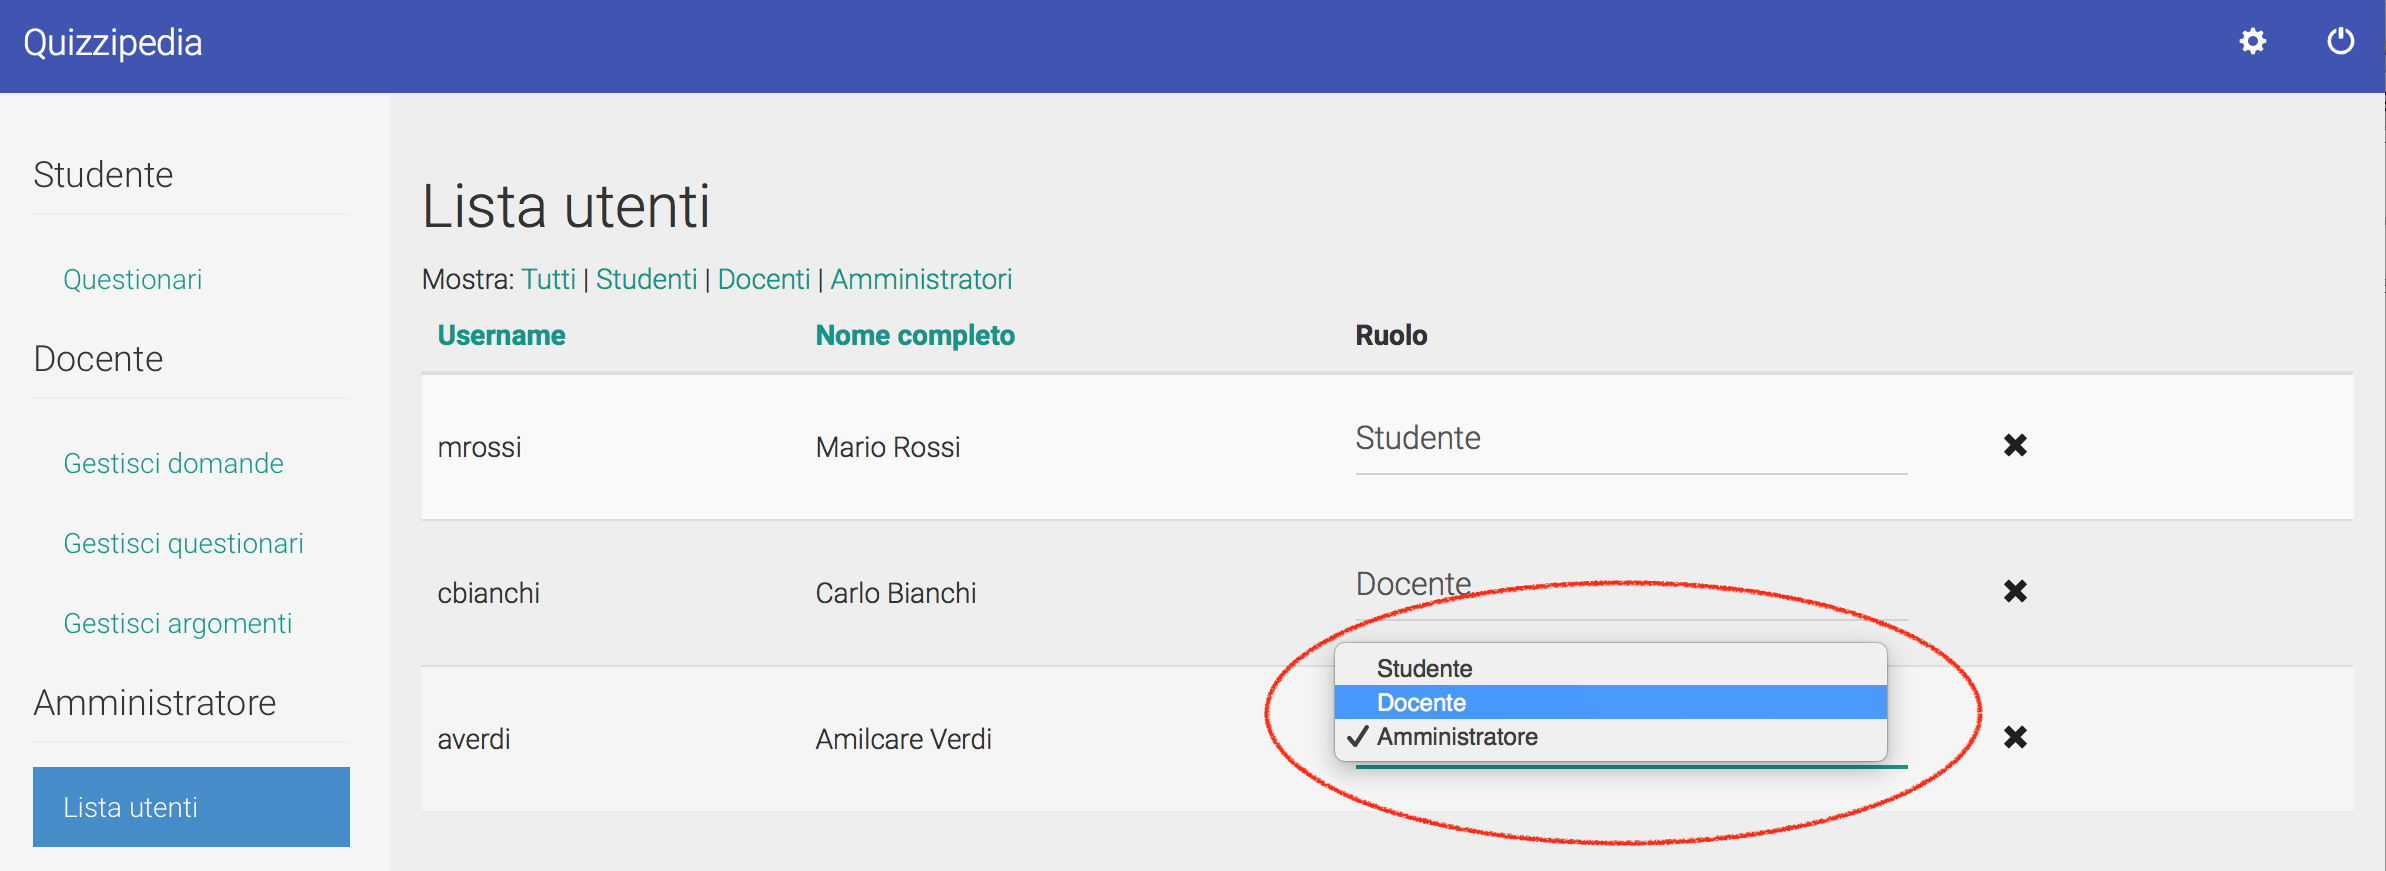 Quizzipedia
Studente
Questionari
Docente
Gestisci domande
Gestisci questionari
Gestisci argomenti
Amministratore
Lista utenti
Lista utenti
Mostra: Tutti | Studenti | Docenti | Amministratori
Username Nome completo Ruolo
mrossi Mario Rossi Studente
cbianchi Carlo Bianchi Docente
averdi Amilcare Verdi
Studente
Docente
Amministratore